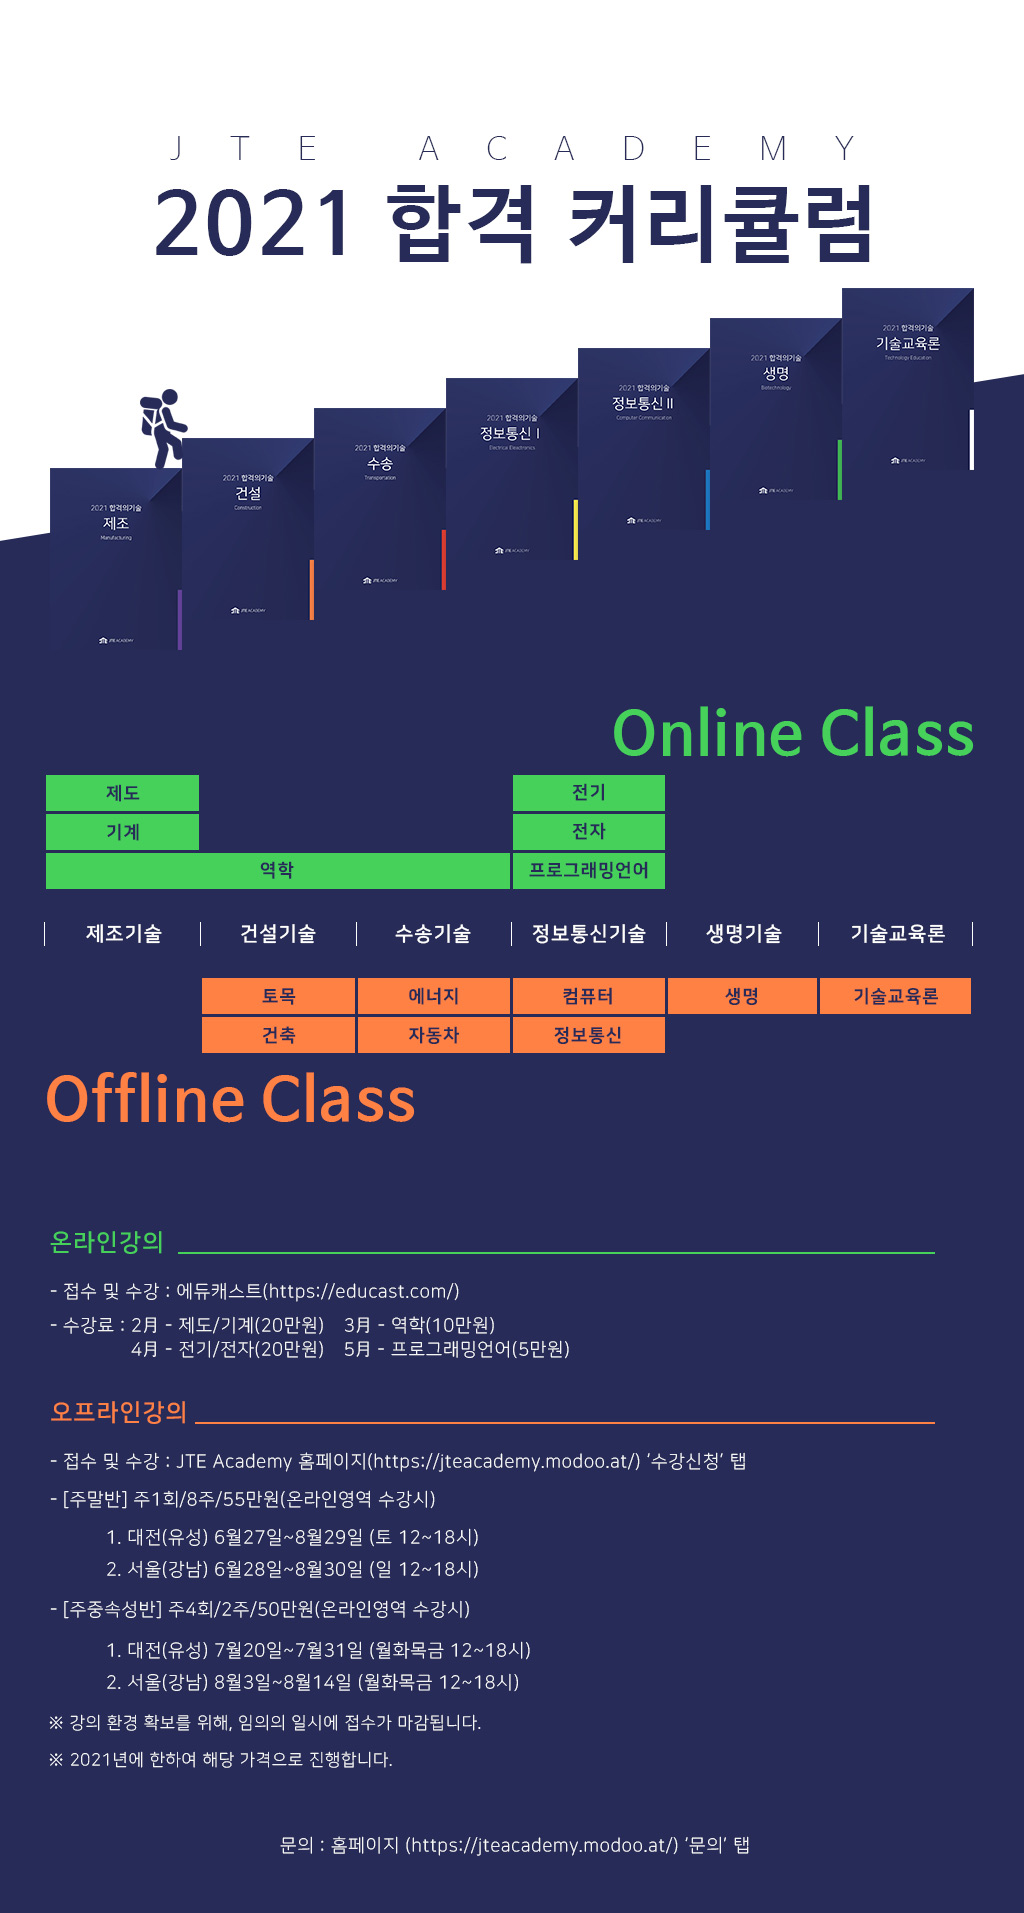 JTE ACADEMY
2021 합격 커리큘럼
2021 합격의기술
제조
Manufacturing
JTE ACADEMY
2021 합격의기술
건설
Construction
JTE ACADEMY
2021 합격의기술
수송
Transportation
JTE ACADEMY
2021 합격의기술
정보통신 I
JTE ACADEMY
2021 합격의기술
정보통신 II
Computer Communication
JTE ACADEMY
2021 합격의기술
생명
Biotechnology
JTE ACADEMY
2021 합격의기술
기술교육론
Technology Education
JTE ACADEMY
Online Class
제도 전기
기계 전자
역학 프로그래밍언어
제조기술 건설기술 수송기술 정보통신기술 생명기술 기술교육론
토목 에너지 컴퓨터 생명 기술교육론
건축 자동차 정보통신
Offline Class
온라인강의
- 접수 및 수강 : 에듀캐스트(https://educast.com/)
- 수강료 : 2月 - 제도/기계(20만원) 3月 - 역학(10만원)
4月 - 전기/전자(20만원) 5月 - 프로그래밍언어(5만원)
오프라인강의
- 접수 및 수강 : JTE Academy 홈페이지(https://jteacademy.modoo.at/) '수강신청' 탭
- [주말반] 주1회/8주/55만원(온라인영역 수강시)
1. 대전(유성) 6월27일~8월29일 (토 12~18시)
2. 서울(강남) 6월28일~8월30일 (일 12~18시)
- [주중속성반] 주4회/2주/50만원(온라인영역 수강시)
1. 대전(유성) 7월20일~7월31일 (월화목금 12~18시)
2. 서울(강남) 8월3일~8월14일 (월화목금 12~18시)
※ 강의 환경 확보를 위해, 임의의 일시에 접수가 마감됩니다.
※ 2021년에 한하여 해당 가격으로 진행합니다.
문의 : 홈페이지 (https://jteacademy.modoo.at/) '문의' 탭